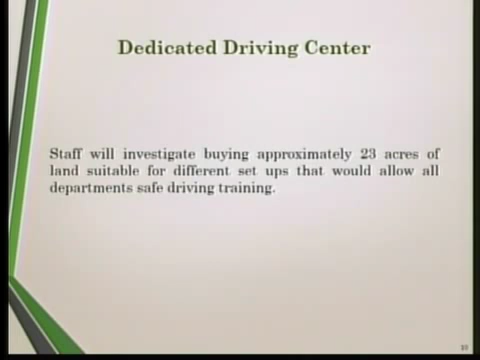 Dedicated Driving Center
Staff will investigate buying approximately 23 acres of
land suitable for different set ups that would allow all
departments safe driving training.